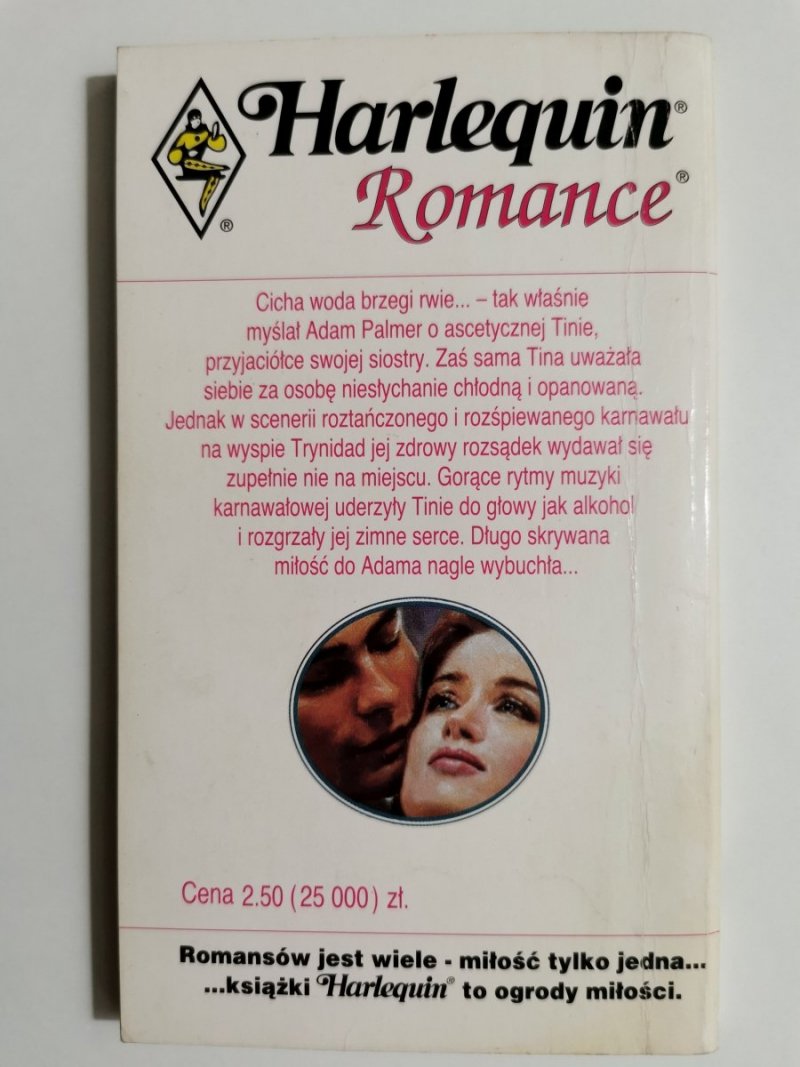 Harlequin®
Romance®
®
Cicha woda brzegi rwie... – tak właśnie
myślał Adam Palmer o ascetycznej Tinie,
przyjaciółce swojej siostry. Zaś sama Tina uważała
siebie za osobę niesłychanie chłodną i opanowaną.
Jednak w scenerii roztańczonego i rozśpiewanego karnawału
na wyspie Trynidad jej zdrowy rozsądek wydawał się
zupełnie nie na miejscu. Gorące rytmy muzyki
karnawałowej uderzyły Tinie do głowy jak alkohol
i rozgrzały jej zimne serce. Długo skrywana
miłość do Adama nagle wybuchła...
Cena 2.50 (25 000) zł.
Romansów jest wiele - miłość tylko jedna...
...książki Harlequin® to ogrody miłości.